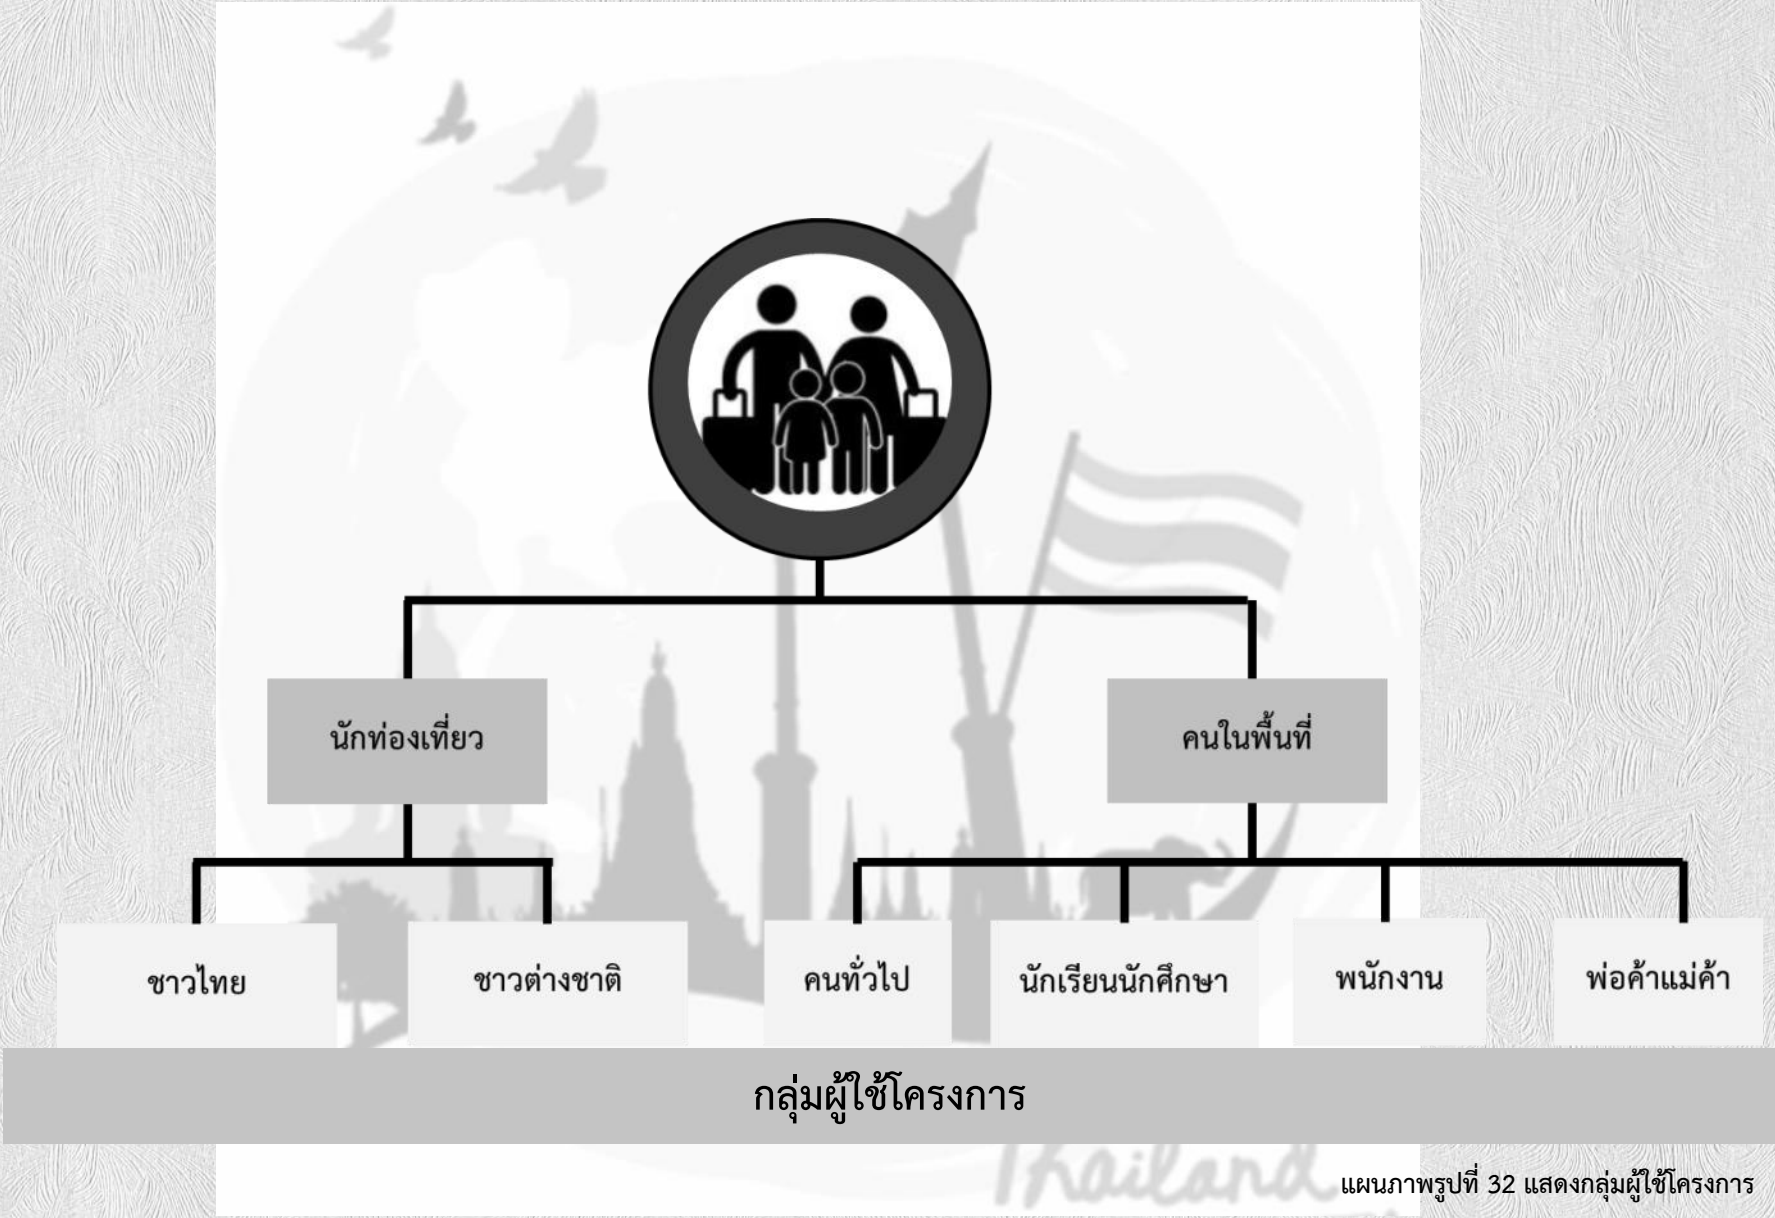 นักท่องเที่ยว
คนในพื้นที่
ชาวไทย
ชาวต่างชาติ
คนทั่วไป
นักเรียนนักศึกษา
พนักงาน
พ่อค้าแม่ค้า
กลุ่มผู้ใช้โครงการ
Thailand
แผนภาพรูปที่ 32 แสดงกลุ่มผู้ใช้โครงการ